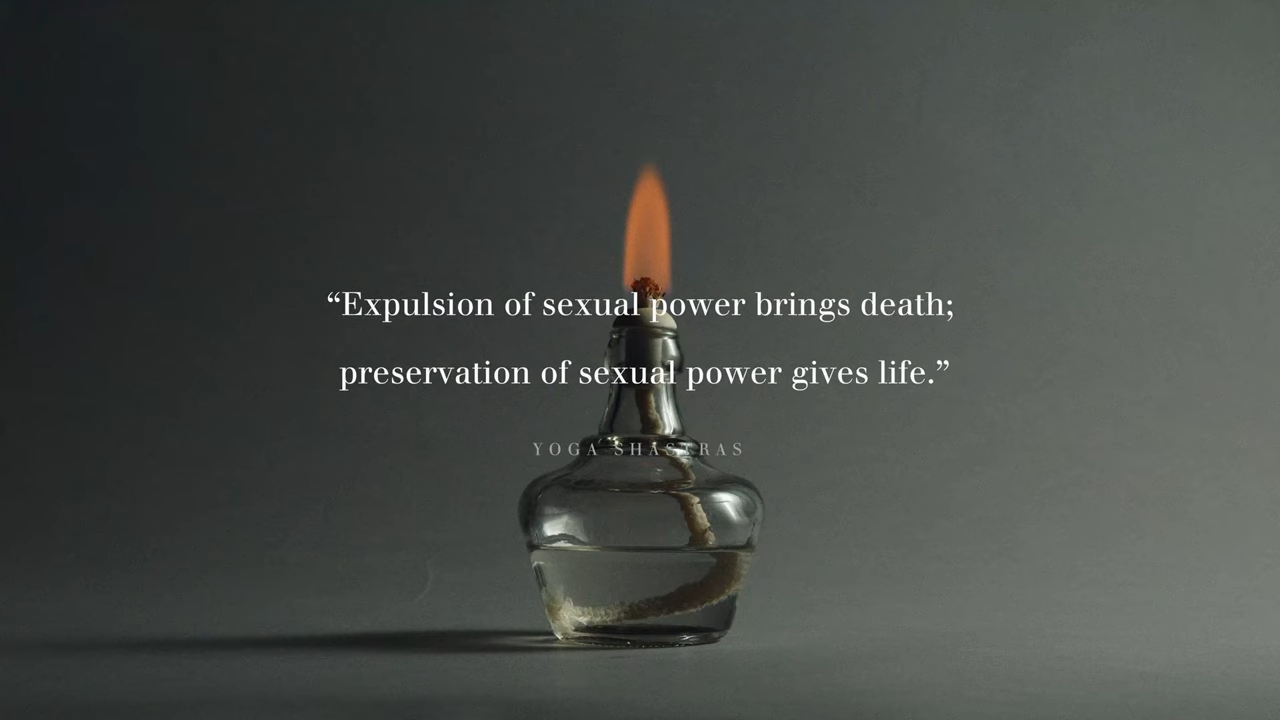 “Expulsion of sexual power brings death;
preservation of sexual power gives life.”
YOGA SHASTRAS